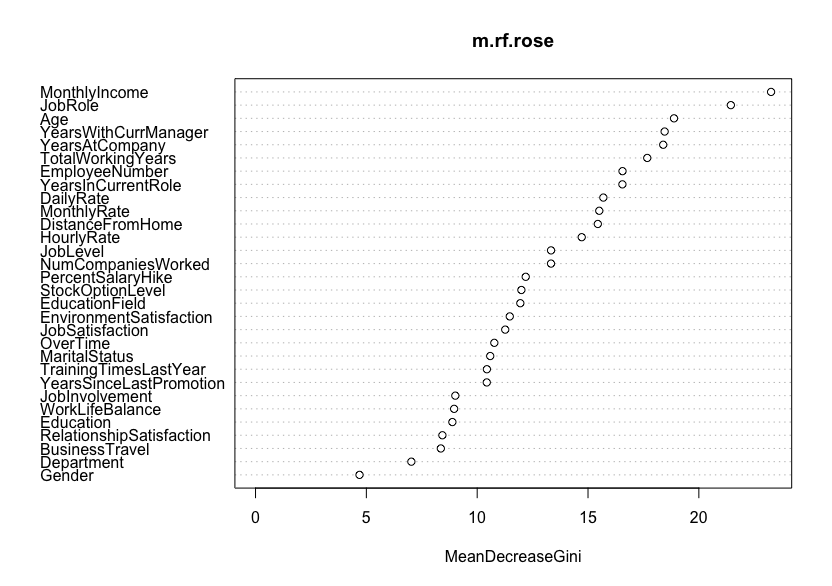 m.rf.rose
MonthlyIncome
JobRole
Age
YearsWithCurrManager
YearsAtCompany
TotalWorkingYears
EmployeeNumber
YearsInCurrentRole
DailyRate
MonthlyRate
DistanceFromHome
HourlyRate
JobLevel
NumCompaniesWorked
PercentSalaryHike
StockOptionLevel
EducationField
EnvironmentSatisfaction
JobSatisfaction
OverTime
MaritalStatus
TrainingTimesLastYear
YearsSinceLastPromotion
JobInvolvement
WorkLifeBalance
Education
RelationshipSatisfaction
BusinessTravel
Department
Gender
0 5 10 15 20
MeanDecreaseGini